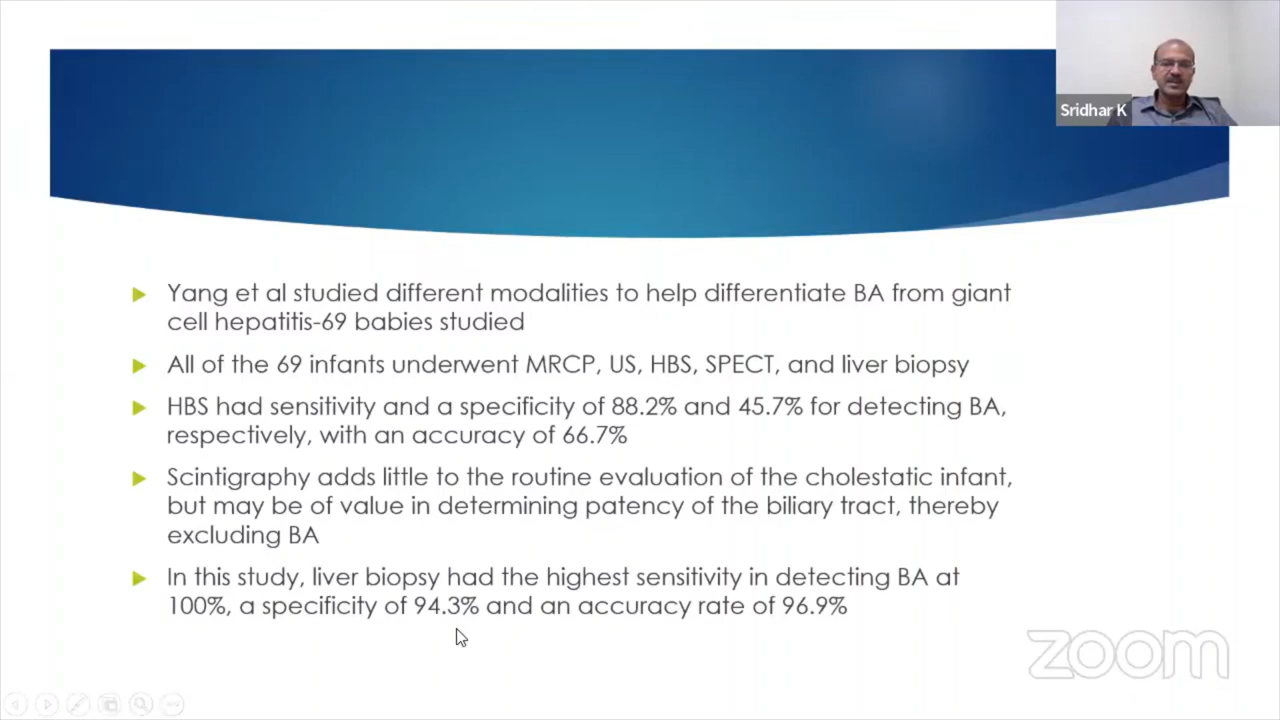 Sridhar K
Yang et al studied different modalities to help differentiate BA from giant
cell hepatitis-69 babies studied
All of the 69 infants underwent MRCP, US, HBS, SPECT, and liver biopsy
HBS had sensitivity and a specificity of 88.2% and 45.7% for detecting BA,
respectively, with an accuracy of 66.7%
Scintigraphy adds little to the routine evaluation of the cholestatic infant,
but may be of value in determining patency of the biliary tract, thereby
excluding BA
In this study, liver biopsy had the highest sensitivity in detecting BA at
100%, a specificity of 94.3% and an accuracy rate of 96.9%
zoom